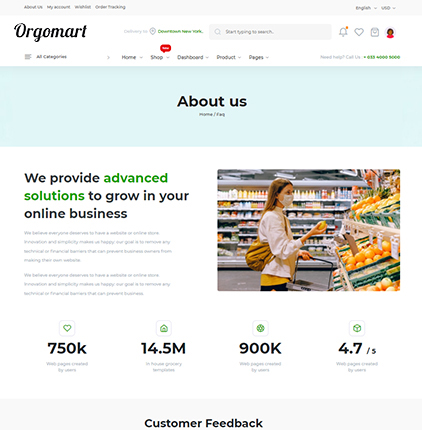 About Us My account Wishlist Order Tracking English USD
Orgomart Delivery to Downtown New York, Start typing to search..
New
All Categories Home Shop Dashboard Product Pages Need help? Call Us: + 020 4000 5000
About us
Home / Faq
We provide advanced
solutions to grow in your
online business
We believe everyone deserves to have a website or online store.
Innovation and simplicity makes us happy: our goal is to remove any
technical or financial barriers that can prevent business owners from
making their own website.
We believe everyone deserves to have a website or online store.
Innovation and simplicity makes us happy: our goal is to remove any
technical or financial barriers that can prevent business.
750k 14.5M 900K 4.7 / 5
Web pages created In house grocery Web pages created Web pages created
by users templates by users by users
Customer Feedback